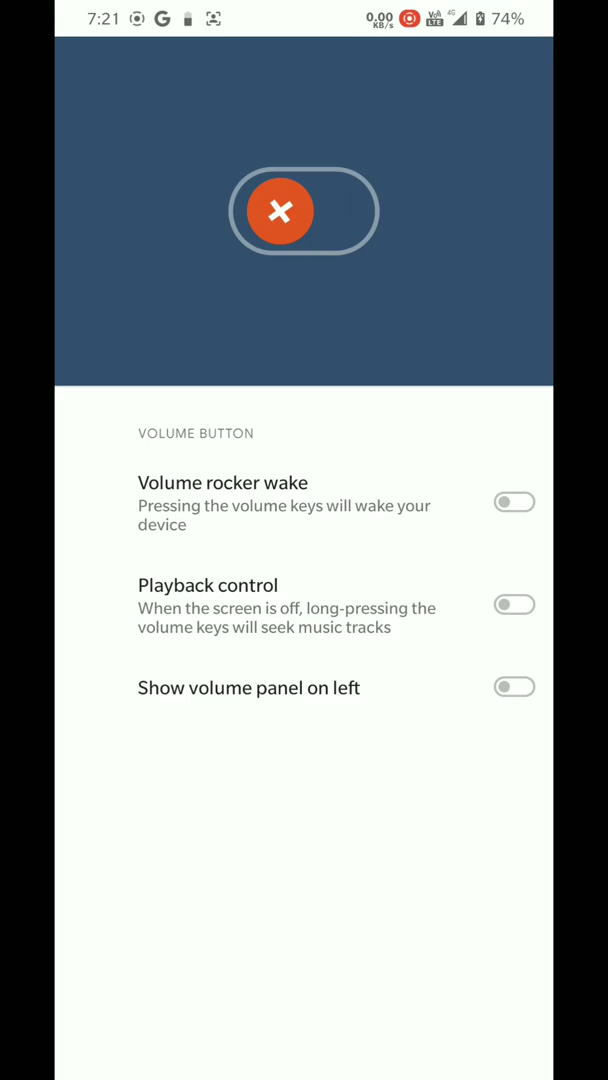 7:21 G 0.00 KB/s VoA LTE 4G 74%
VOLUME BUTTON
Volume rocker wake
Pressing the volume keys will wake your
device
Playback control
When the screen is off, long-pressing the
volume keys will seek music tracks
Show volume panel on left